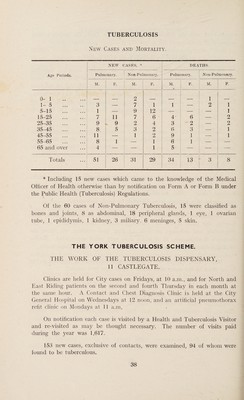 TUBERCULOSIS
New Cases and Mortality.
NEW CASES. * DEATHS.
Age Periods. Pulmonary. Non-Pulmonary. Pulmonary. Non-Pulmonary.
M. F. M. F. M. F. M. F.
0- 1 ... ... — — 2 — — — 1 —
1- 5 ... ... 3 — 7 1 1 — 2 1
5-15 ... ... 1 — 9 12 — — — 1
15-25 ... ... 7 11 7 6 4 6 — 2
25-35 ... ... 9 9 2 4 3 2 — 2
35-45 ... ... 8 5 3 2 6 3 — 1
45-55 ... ... 11 — 1 2 9 1 — 1
55-65 ... ... 8 1 — 1 6 1 — —
65 and over 4 — — 1 5 — — —
Totals ... 51 26 31 29 34 13 3 8
* Including 15 new cases which came to the knowledge of the Medical
Officer of Health otherwise than by notification on Form A or Form B under
the Public Health (Tuberculosis) Regulations.
Of the 60 cases of Non-Pulmonary Tuberculosis, 15 were classified as
bones and joints, 8 as abdominal, 18 peripheral glands, 1 eye, 1 ovarian
tube, 1 epididymis, 1 kidney, 3 military, 6 meninges, 5 skin.
THE YORK TUBERCULOSIS SCHEME.
THE WORK OF THE TUBERCULOSIS DISPENSARY,
11 CASTLEGATE.
Clinics are held for City cases on Fridays, at 10 a.m., and for North and
East Riding patients on the second and fourth Thursday in each month at
the same hour. A Contact and Chest Diagnosis Clinic is held at the City
General Hospital on Wednesdays at 12 noon, and an artificial pneumothorax
refit clinic on Mondays at 11 a.m.
On notification each case is visited by a Health and Tuberculosis Visitor
and re-visited as may be thought necessary. The number of visits paid
during the year was 1,617.
153 new cases, exclusive of contacts, were examined, 94 of whom were
found to be tuberculous.
38